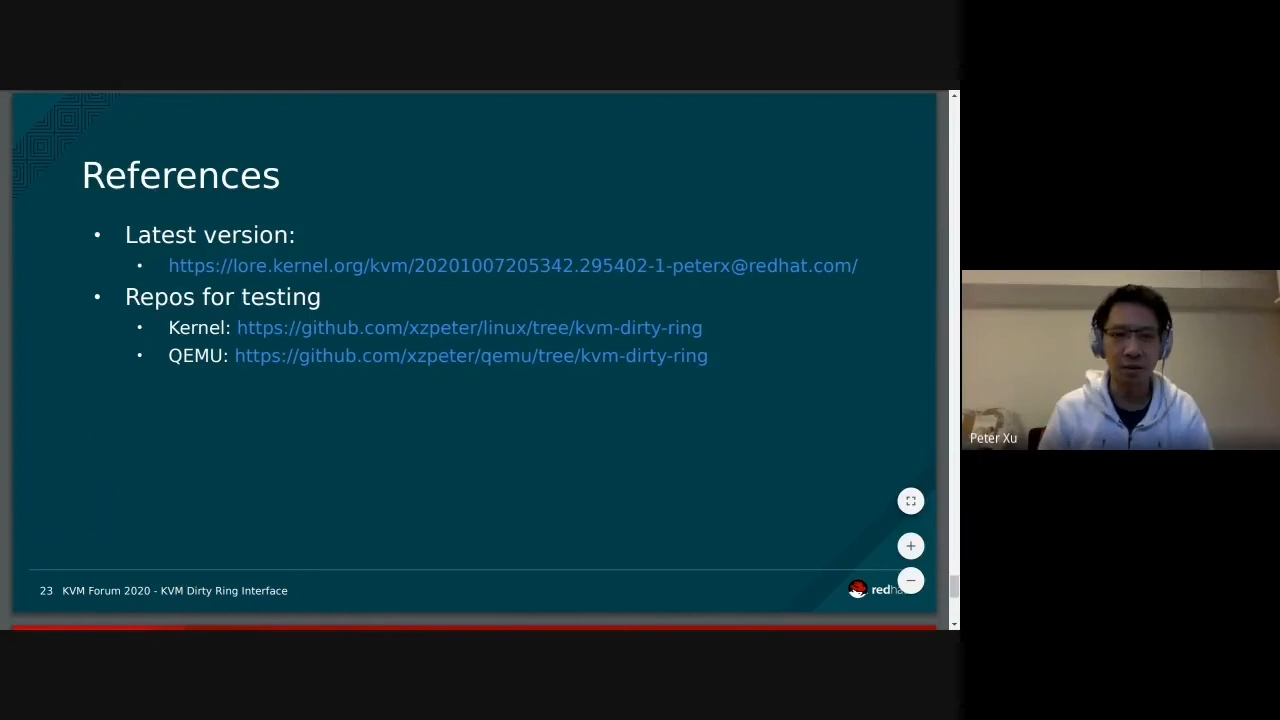 References
• Latest version:
• https://lore.kernel.org/kvm/20201007205342.295402-1-peterx@redhat.com/
• Repos for testing
• Kernel: https://github.com/xzpeter/linux/tree/kvm-dirty-ring
• QEMU: https://github.com/xzpeter/qemu/tree/kvm-dirty-ring
23 KVM Forum 2020 - KVM Dirty Ring Interface
redha
Peter Xu